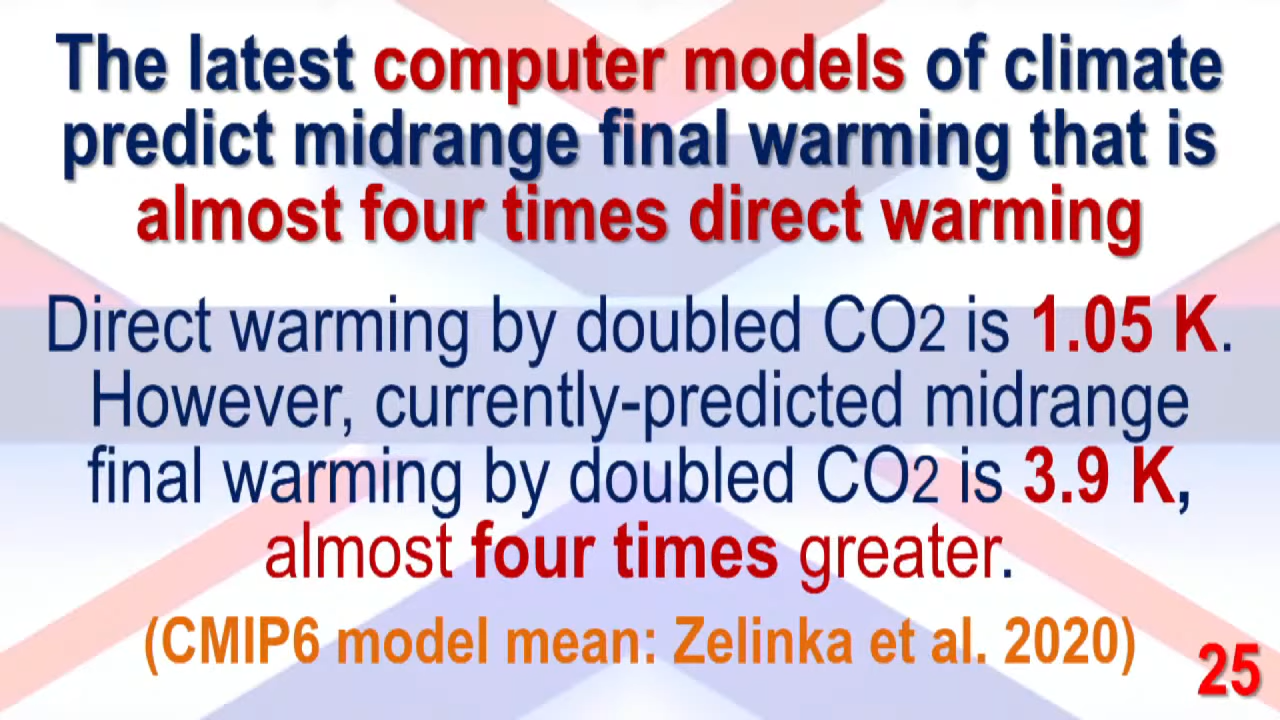 The latest computer models of climate
predict midrange final warming that is
almost four times direct warming
Direct warming by doubled CO2 is 1.05 K.
However, currently-predicted midrange
final warming by doubled CO2 is 3.9 K,
almost four times greater.
(CMIP6 model mean: Zelinka et al. 2020)
25